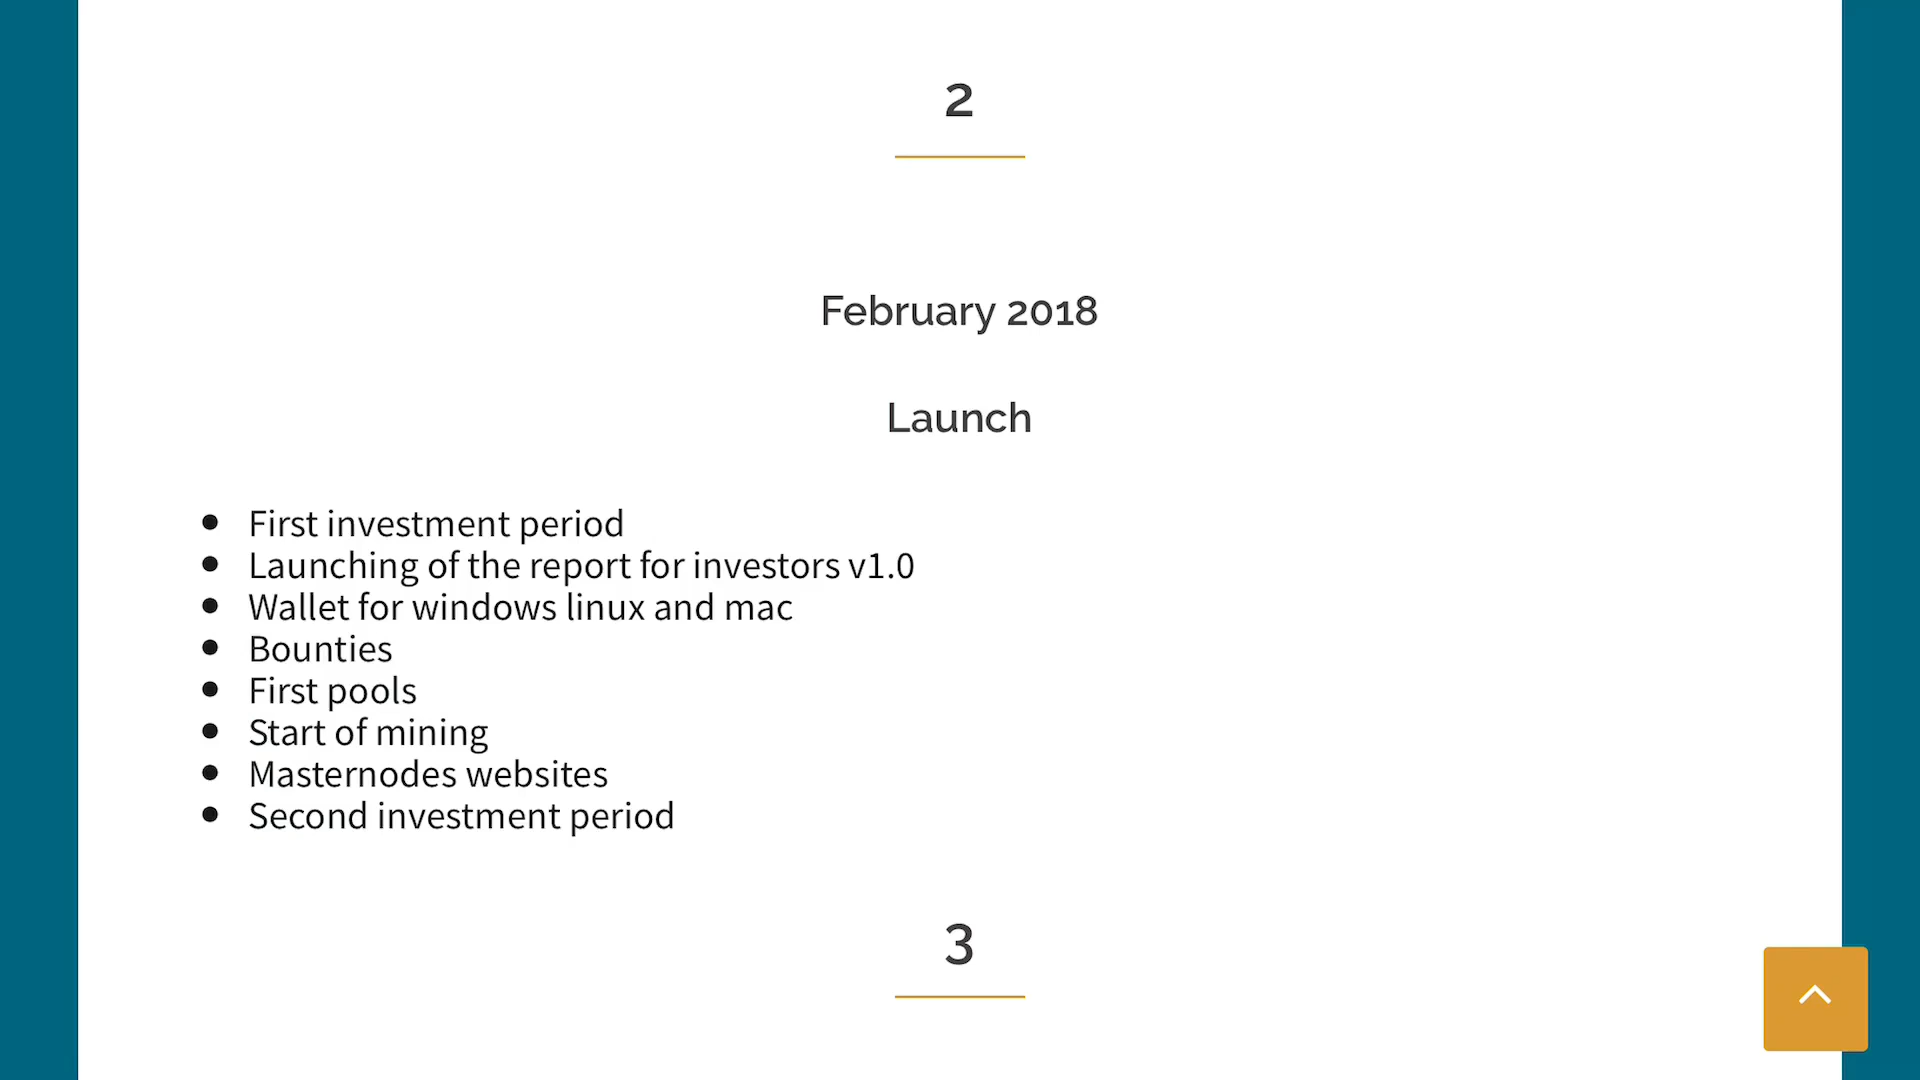 2
February 2018
Launch
First investment period
Launching of the report for investors v1.0
Wallet for windows linux and mac
Bounties
First pools
Start of mining
Masternodes websites
Second investment period
3